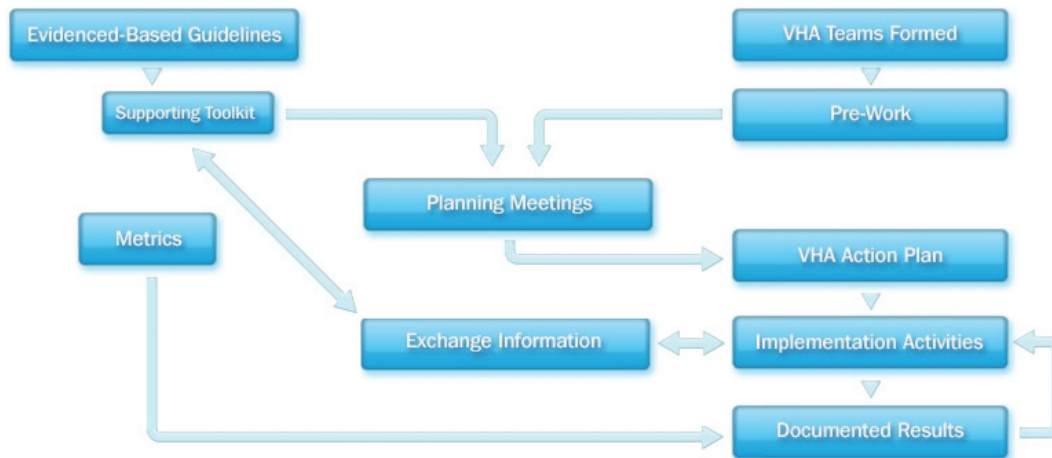 Evidenced-Based Guidelines
VHA Teams Formed
Supporting Toolkit
Pre-Work
Planning Meetings
Metrics
VHA Action Plan
Exchange Information
Implementation Activities
Documented Results